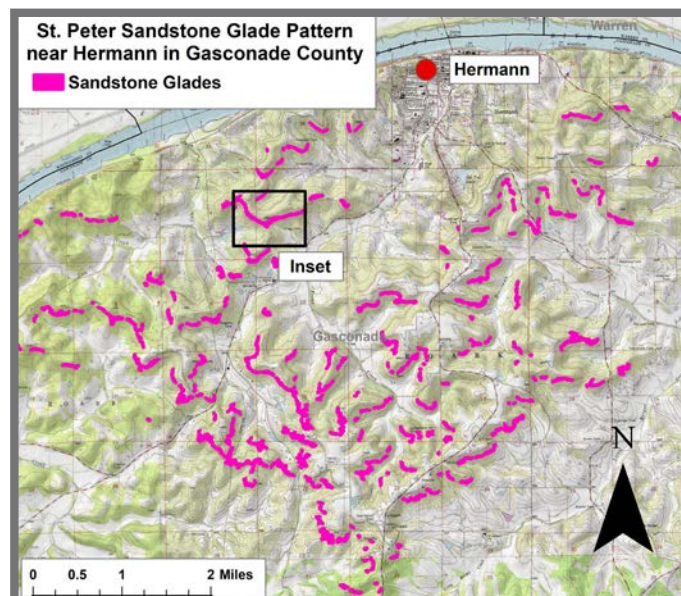 St. Peter Sandstone Glade Pattern
near Hermann in Gasconade County
Sandstone Glades
Warren
Hermann
Inset
Gasconade
N
0 0.5 1 2 Miles